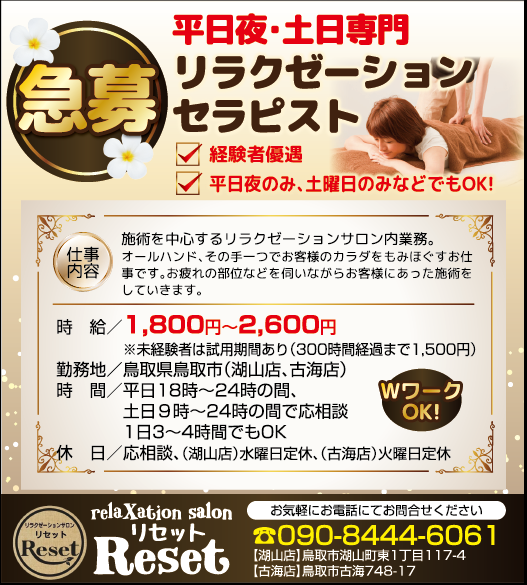 急募
平日夜・土日専門
リラクゼーション
セラピスト
経験者優遇
平日夜のみ、土曜日のみなどでもOK!
仕事
内容
施術を中心するリラクゼーションサロン内業務。
オールハンド、その手一つでお客様のカラダをもみほぐすお仕
事です。お疲れの部位などを伺いながらお客様にあった施術を
していきます。
時 給／1,800円〜2,600円
※未経験者は試用期間あり（300時間経過まで1,500円）
勤務地／鳥取県鳥取市（湖山店、古海店）
時 間／平日18時〜24時の間、
土日9時〜24時の間で応相談
1日3〜4時間でもOK
Wワーク
OK!
休 日／応相談、（湖山店）水曜日定休、（古海店）火曜日定休
リラクゼーションサロン
リセット
Reset
relaXation salon
リセット
Reset
お気軽にお電話にてお問合せください
☎090-8444-6061
【湖山店】鳥取市湖山町東1丁目117-4
【古海店】鳥取市古海748-17